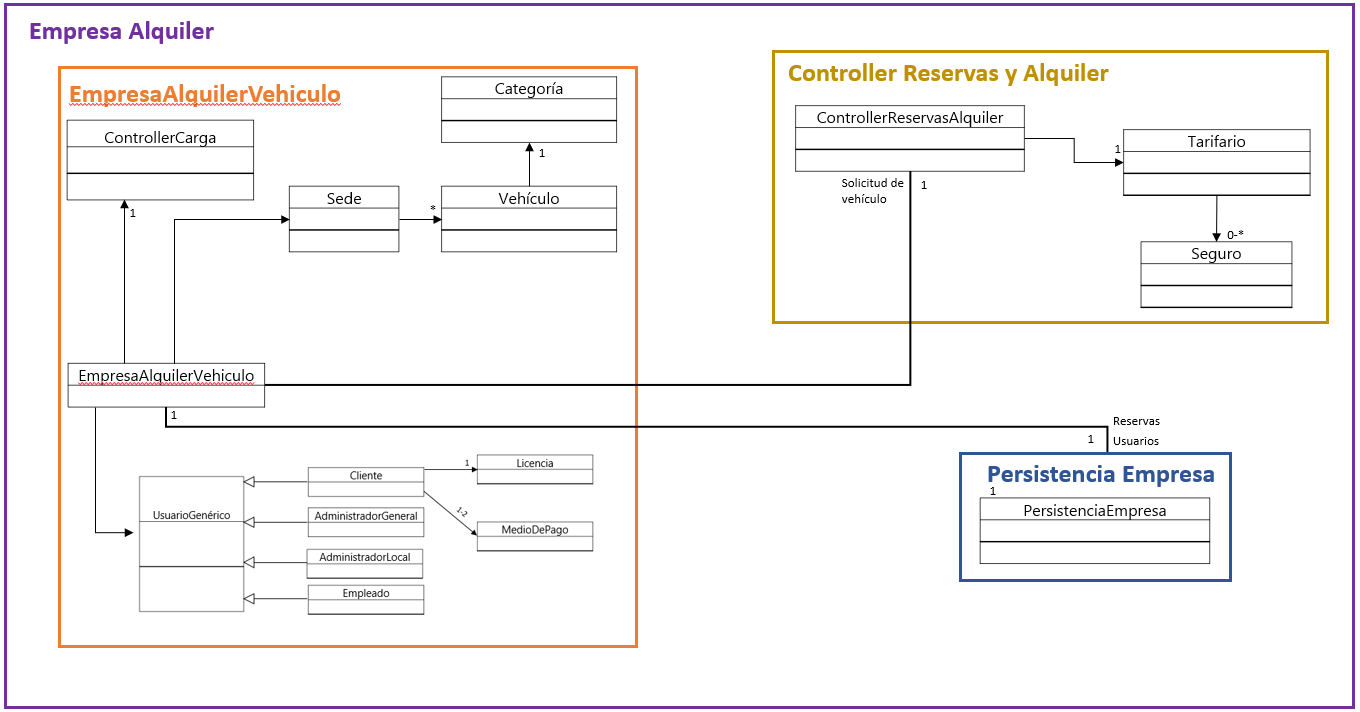 Empresa Alquiler
EmpresaAlquilerVehiculo
ControllerCarga
1
Categoría
1
Sede
*
Vehículo
EmpresaAlquilerVehiculo
1
UsuarioGenérico
Cliente
1
Licencia
1-2
MedioDePago
AdministradorGeneral
AdministradorLocal
Empleado
Controller Reservas y Alquiler
ControllerReservasAlquiler
1
Tarifario
Solicitud de
vehículo
1
0-*
Seguro
Reservas
1
Usuarios
Persistencia Empresa
1
PersistenciaEmpresa